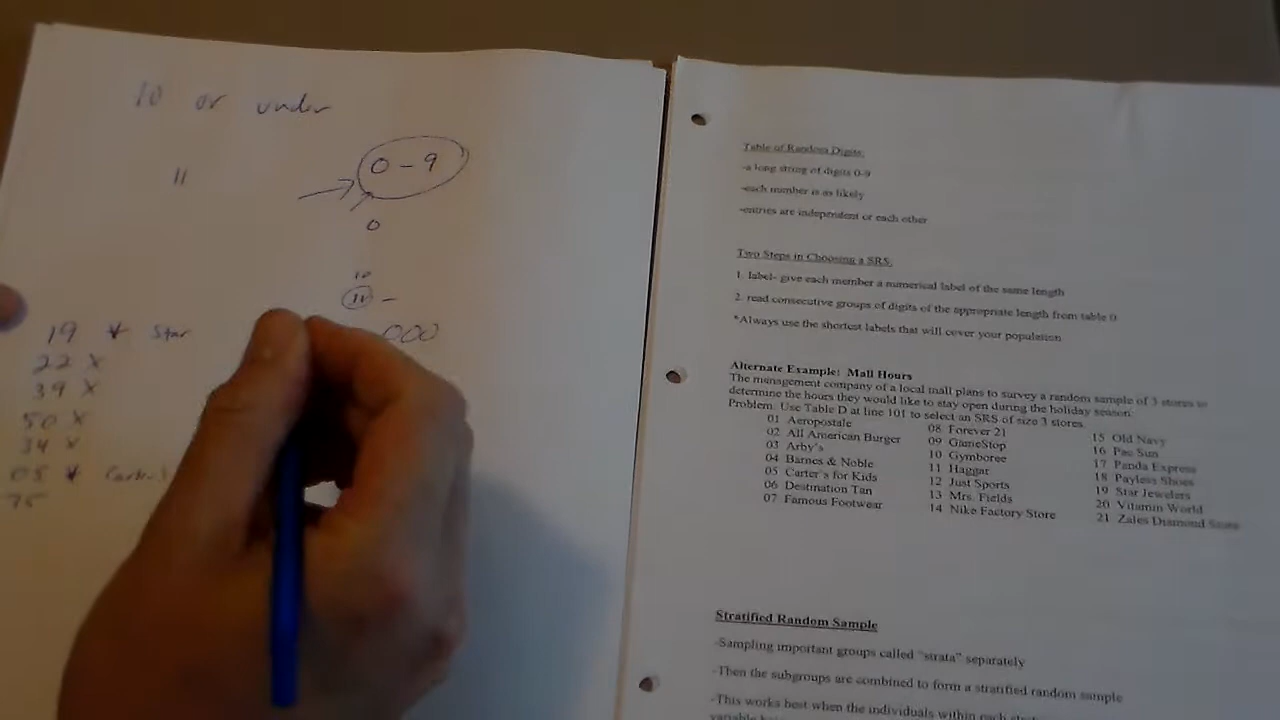 10 or under
11
0-9
0
10
11 -
000
19 * Star
22 X
39 X
50 X
34 X
05 *
75
Table of Random Digits:
-a long string of digits 0-9
-each number is as likely
-entries are independent or each other
Two Steps in Choosing a SRS:
1. label- give each member a numerical label of the same length
2. read consecutive groups of digits of the appropriate length from table
*Always use the shortest labels that will cover your population
Alternate Example: Mall Hours
The management company of a local mall plans to survey a random sample of 3 stores to
determine the hours they would like to stay open during the holiday season.
Problem: Use Table D at line 101 to select an SRS of size 3 stores.
01 Aeropostale
02 All American Burger
03 Arby's
04 Barnes & Noble
05 Carter's for Kids
06 Destination Tan
07 Famous Footwear
08 Forever 21
09 GameStop
10 Gymboree
11 Haggar
12 Just Sports
13 Mrs. Fields
14 Nike Factory Store
15 Old Navy
16 Pac Sun
17 Panda Express
18 Payless Shoes
19 Star Jewelers
20 Vitamin World
21 Zales Diamond Store
Stratified Random Sample
-Sampling important groups called "strata" separately
-Then the subgroups are combined to form a stratified random sample
-This works best when the individuals within each